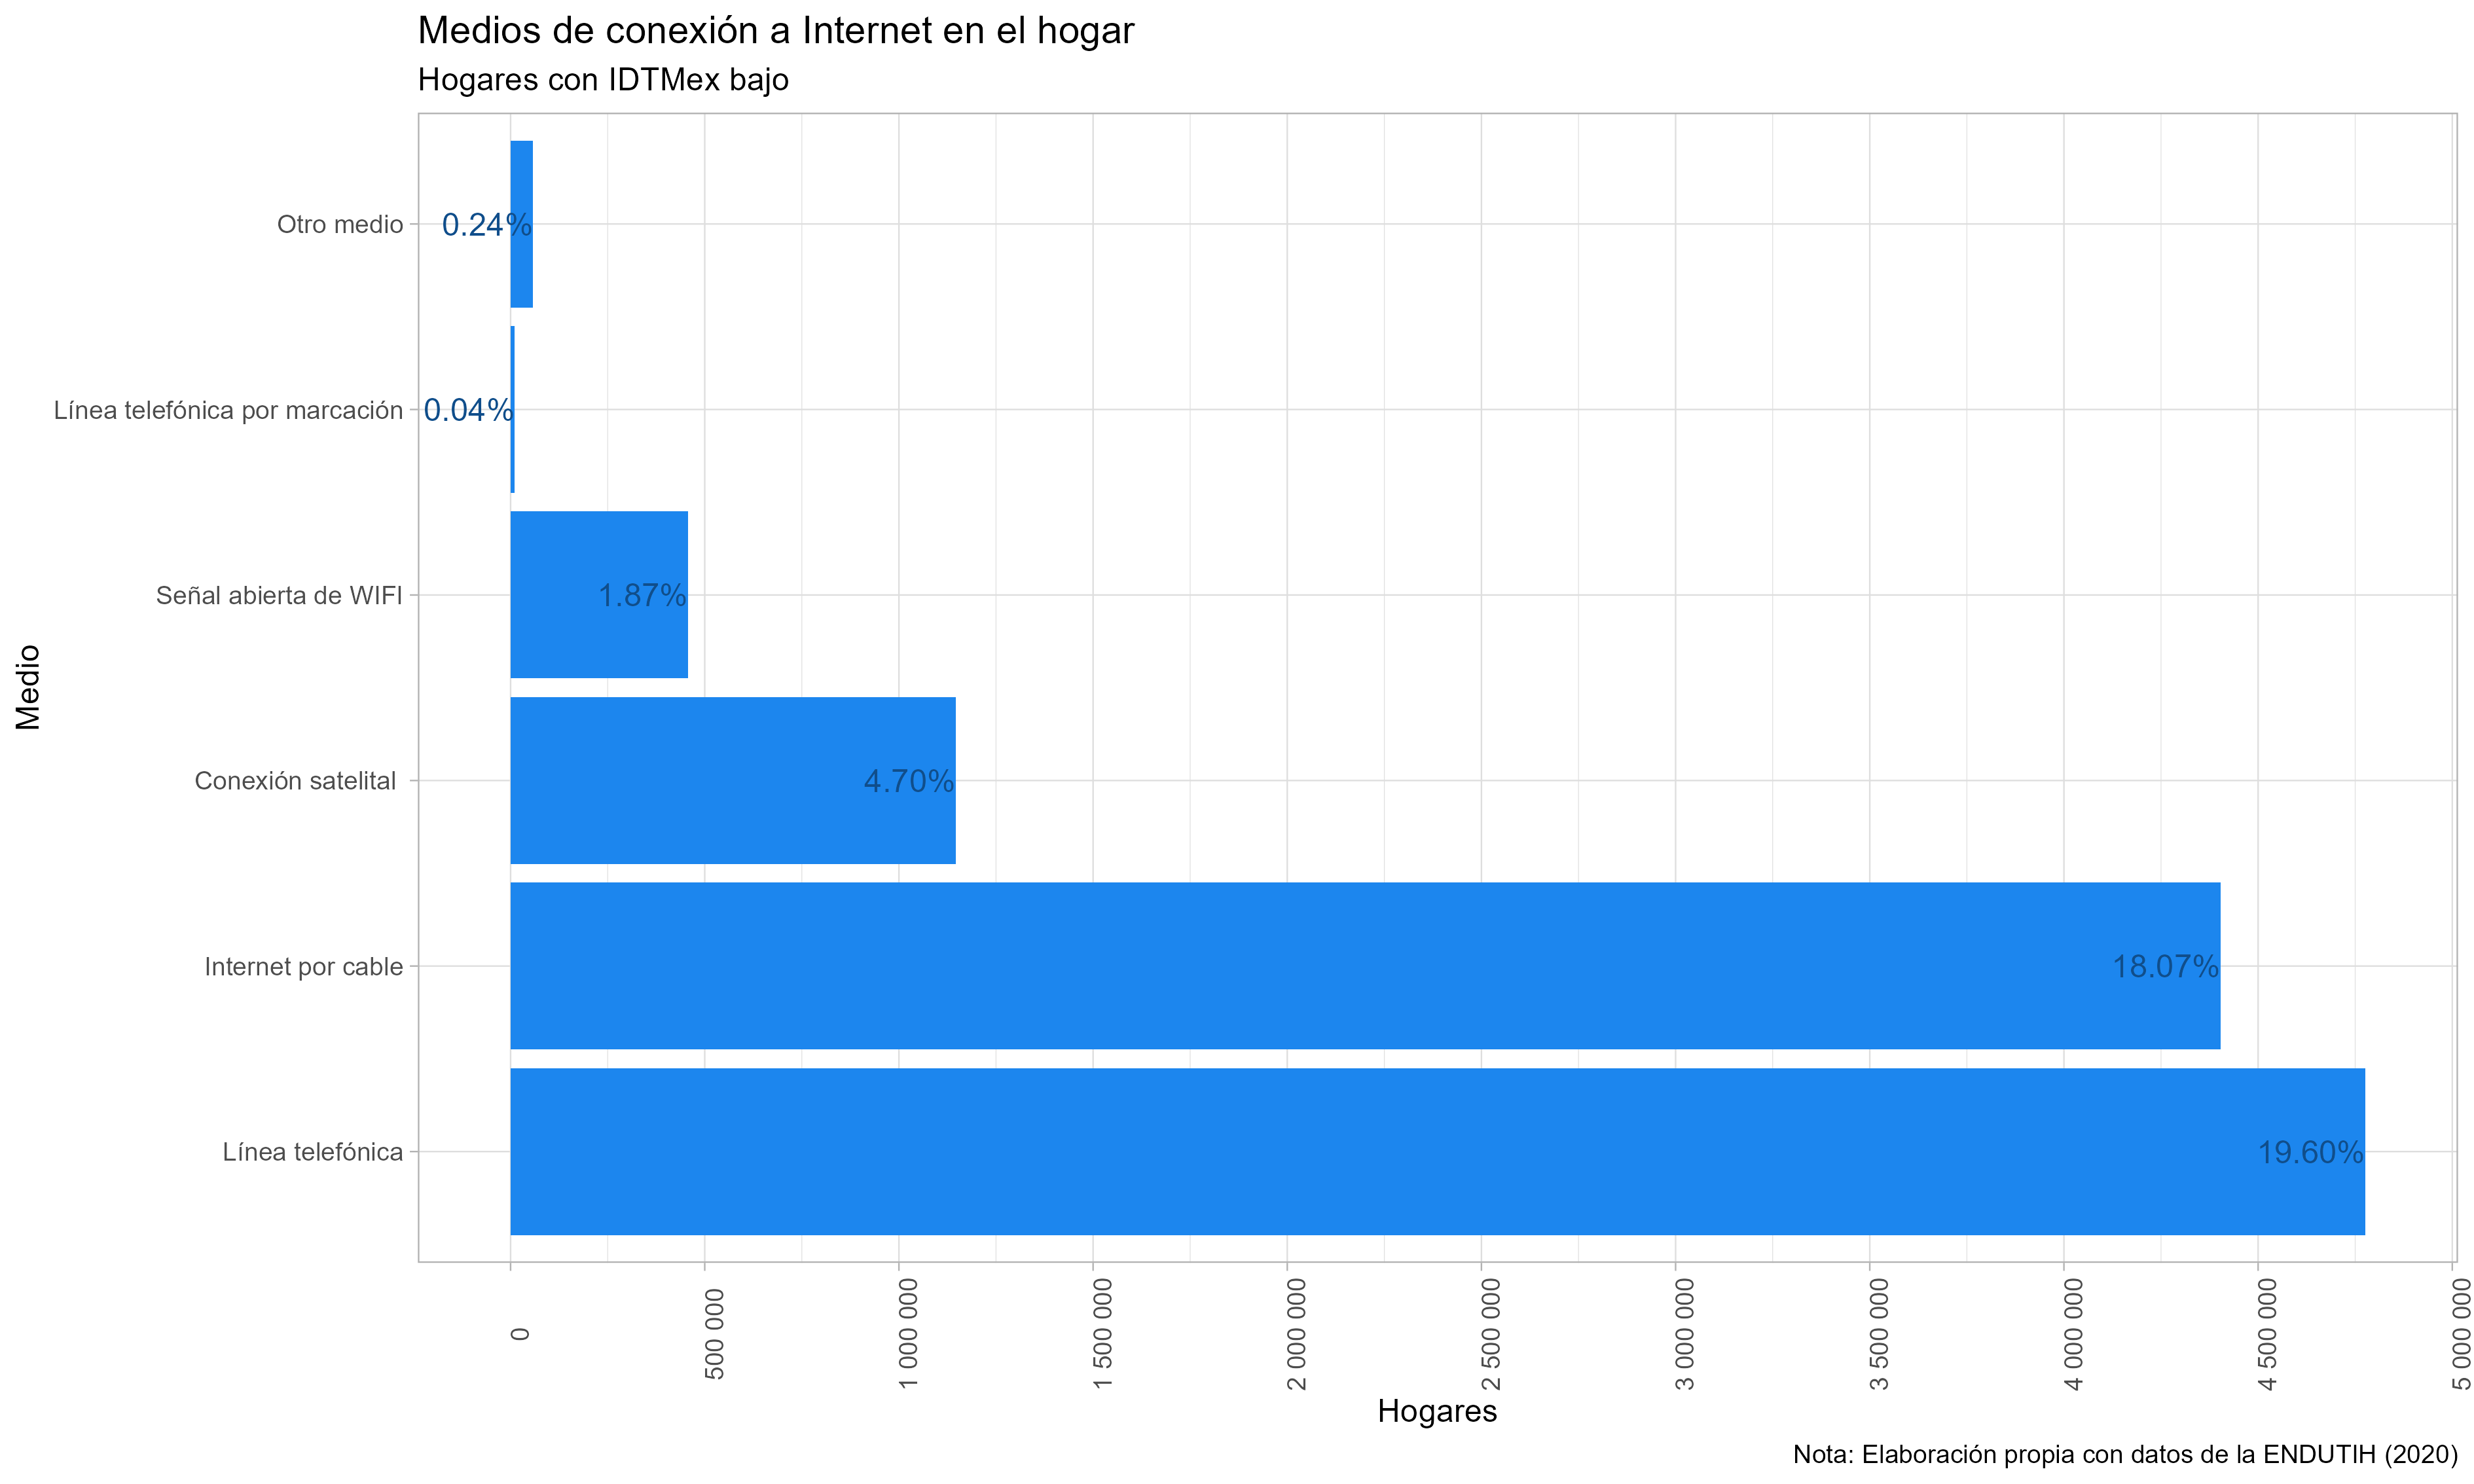 Medios de conexión a Internet en el hogar
Hogares con IDTMex bajo
Medio
Otro medio
0.24%
Línea telefónica por marcación
0.04%
Señal abierta de WIFI
1.87%
Conexión satelital
4.70%
Internet por cable
18.07%
Línea telefónica
19.60%
0
500 000
1 000 000
1 500 000
2 000 000
2 500 000
3 000 000
3 500 000
4 000 000
4 500 000
5 000 000
Hogares
Nota: Elaboración propia con datos de la ENDUTIH (2020)